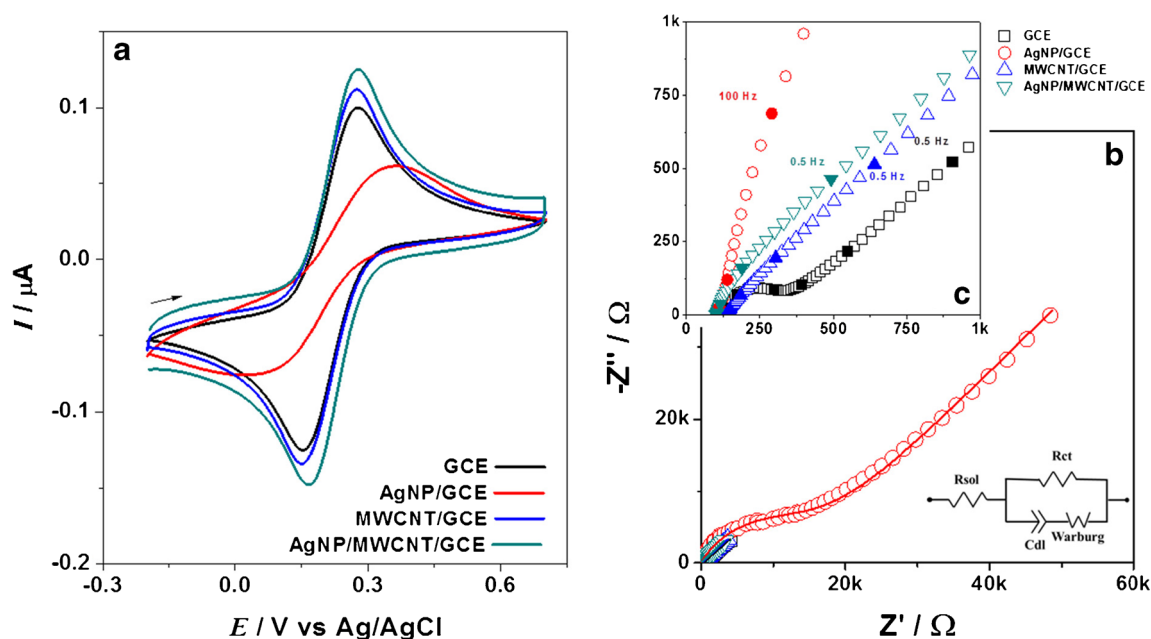 a
0.1
0.0
-0.1
-0.2
I / μA
-0.3
0.0
0.3
0.6
E / V vs Ag/AgCl
GCE
AgNP/GCE
MWCNT/GCE
AgNP/MWCNT/GCE
1k
750
500
250
0
250
500
750
1k
100 Hz
0.5 Hz
0.5 Hz
0.5 Hz
c
GCE
AgNP/GCE
MWCNT/GCE
AgNP/MWCNT/GCE
b
-Z'' / Ω
20k
0
0
20k
40k
60k
Z' / Ω
Rct
Rsol
Cdl
Warburg